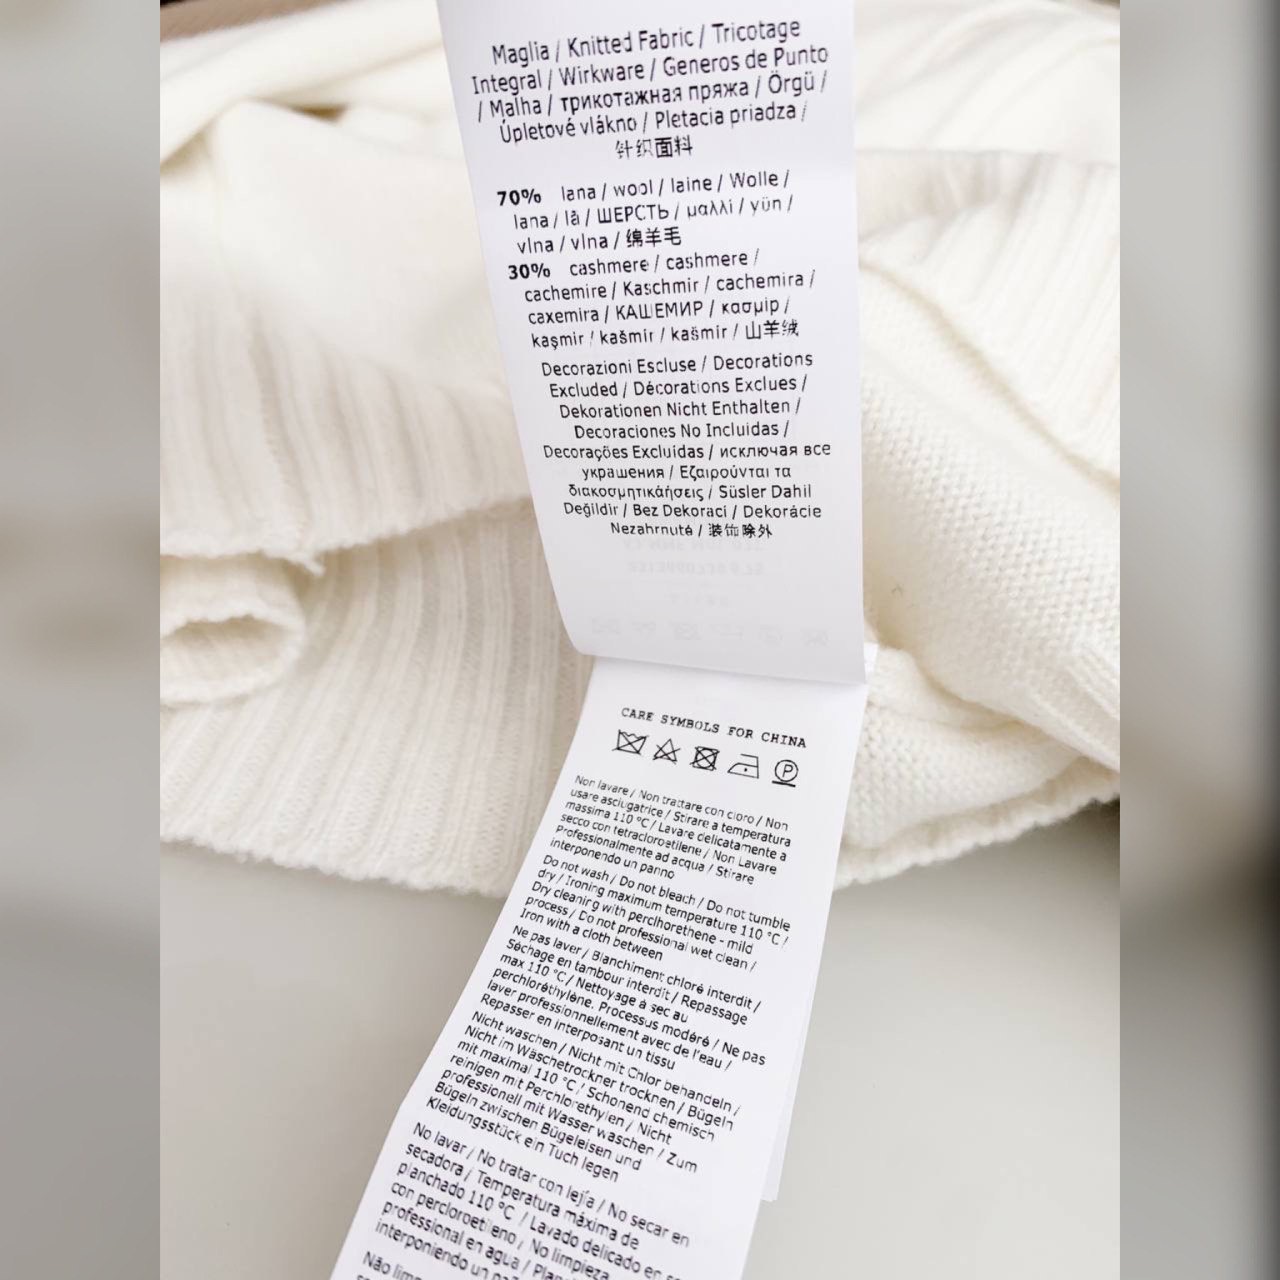 Maglia / Knitted Fabric / Tricotage
Integral / Wirkware / Generos de Punto
/ Malha / трикотажная пряжа / Örgü /
Úpletové vlákno / Pletacia priadza /
针织面料
70% lana / wool / laine / Wolle /
lana / lã / ШЕРСТЬ / μαλλί / yün /
vlna / vlna / 绵羊毛
30% cashmere / cashmere /
cachemire / Kaschmir / cachemira /
caxemira / КАШЕМИР / κασμίρ /
kaşmir / kašmír / kašmír / 山羊绒
Decorazioni Escluse / Decorations
Excluded / Décorations Exclues /
Dekorationen Nicht Enthalten /
Decoraciones No Incluidas /
Decorações Excluídas / исключая все
украшения / Εξαιρούνται τα
διακοσμητικάήσεις / Süsler Dahil
Değildir / Bez Dekorací / Dekorácie
Nezahrnuté / 装饰除外
CARE SYMBOLS FOR CHINA
P
Non lavare / Non trattare con cloro / Non
usare asciugatrice / Stirare a temperatura
massima 110 °C / Lavare delicatamente a
secco con tetracloroetilene / Non Lavare
Professionalmente ad acqua / Stirare
interponendo un panno
Do not wash / Do not bleach / Do not tumble
dry / Ironing maximum temperature 110 °C /
Dry cleaning with perclhorethene - mild
process / Do not professional wet clean /
Iron with a cloth between
Ne pas laver / Blanchiment chloré interdit /
Séchage en tambour interdit / Repassage
max 110 °C / Nettoyage à sec au
perchloréthylène. Processus modéré / Ne pas
laver professionnellement avec de l'eau /
Repasser en interposant un tissu
Nicht waschen / Nicht mit Chlor behandeln /
Nicht im Wäschetrockner trocknen / Bügeln
mit maximal 110 °C / Schonend chemisch
reinigen mit Perchlorethylen / Nicht
professionell mit Wasser waschen / Zum
Bügeln zwischen Bügeleisen und
Kleidungsstück ein Tuch legen
No lavar / No tratar con lejía / No secar en
secadora / Temperatura máxima de
planchado 110 °C / Lavado delicado en
con percloroetileno / No limpieza
profesional en agua /
interponiendo un
Não